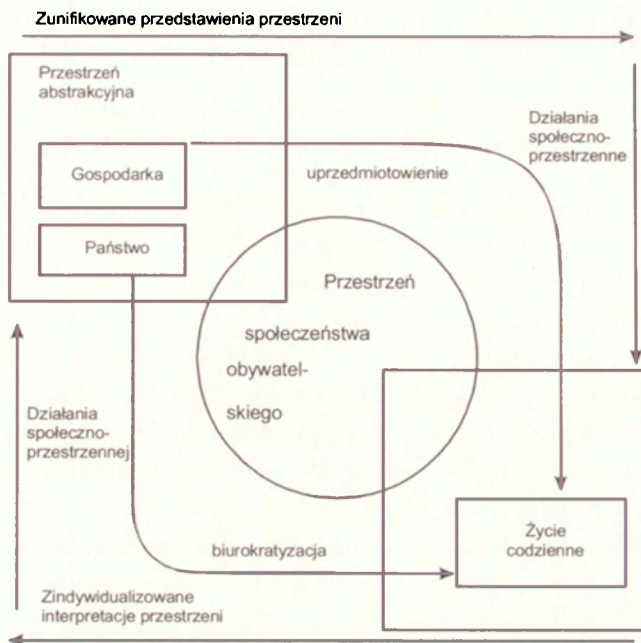 Zunifikowane przedstawienia przestrzeni
Przestrzeń
abstrakcyjna
Gospodarka
Państwo
uprzedmiotowienie
Działania
społeczno-
przestrzenne
Przestrzeń
społeczeństwa
obywatel-
skiego
Działania
społeczno-
przestrzennej
biurokratyzacja
Życie
codzienne
Zindywidualizowane
interpretacje przestrzeni